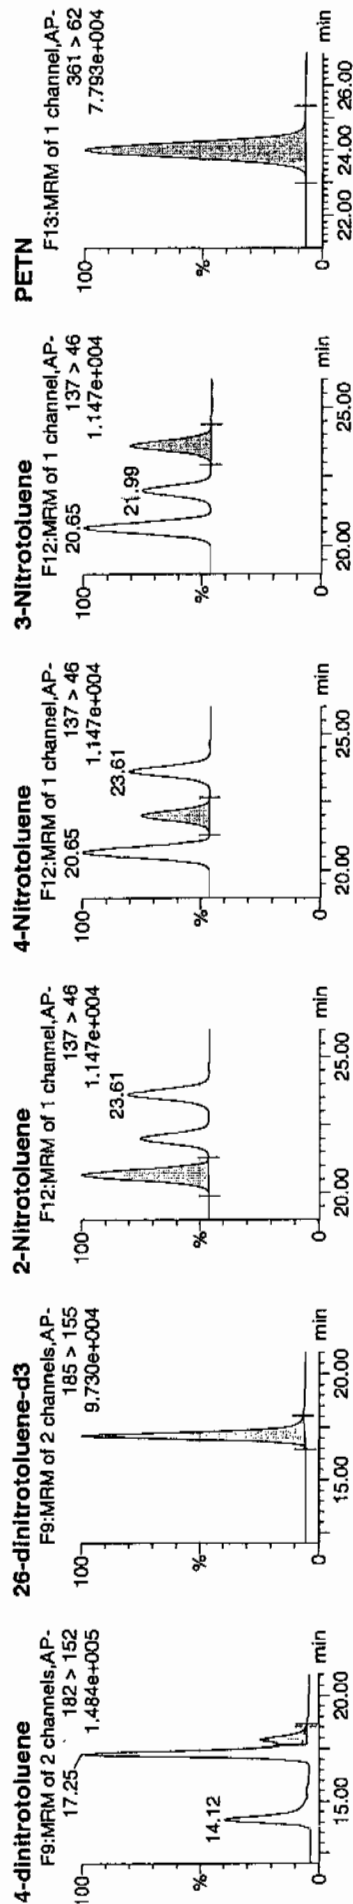 4-dinitrotoluene
F9:MRM of 2 channels,AP-
182 > 152
1.484e+005
17.25
14.12
100
%
0
15.00 20.00 min
26-dinitrotoluene-d3
F9:MRM of 2 channels,AP-
185 > 155
9.730e+004
100
%
0
15.00 20.00 min
2-Nitrotoluene
F12:MRM of 1 channel,AP-
137 > 46
1.147e+004
23.61
100
%
0
20.00 25.00 min
4-Nitrotoluene
F12:MRM of 1 channel,AP-
137 > 46
1.147e+004
20.65
23.61
100
%
0
20.00 25.00 min
3-Nitrotoluene
F12:MRM of 1 channel,AP-
137 > 46
1.147e+004
20.65
21.99
100
%
0
20.00 25.00 min
PETN
F13:MRM of 1 channel,AP-
361 > 62
7.793e+004
100
%
0
22.00 24.00 26.00 min